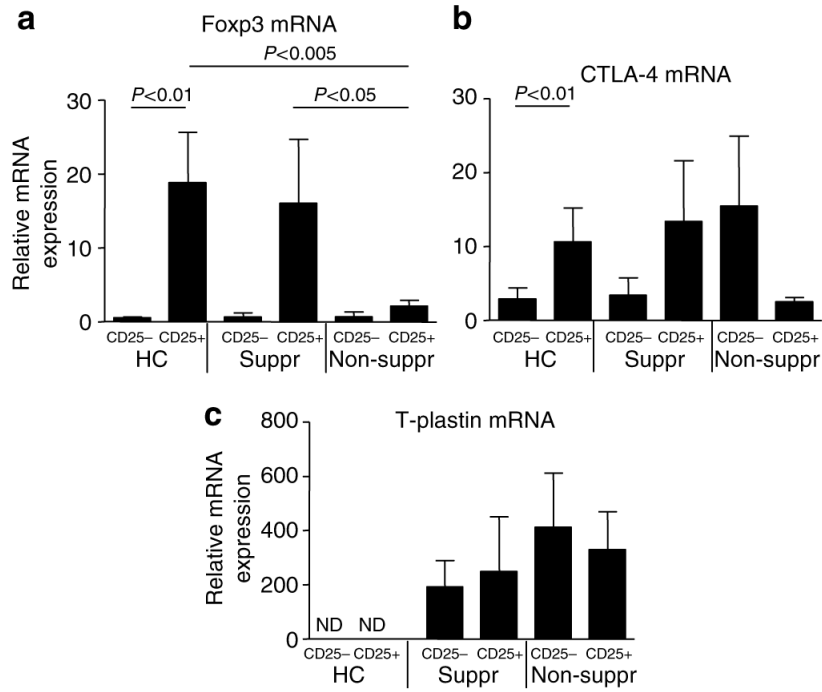 a
Foxp3 mRNA
P<0.005
P<0.01
P<0.05
30
20
10
0
Relative mRNA
expression
CD25– CD25+ CD25– CD25+ CD25– CD25+
HC Suppr Non-suppr
b
CTLA-4 mRNA
P<0.01
30
20
10
0
CD25– CD25+ CD25– CD25+ CD25– CD25+
HC Suppr Non-suppr
c
T-plastin mRNA
800
600
400
200
0
Relative mRNA
expression
ND ND
CD25– CD25+ CD25– CD25+ CD25– CD25+
HC Suppr Non-suppr